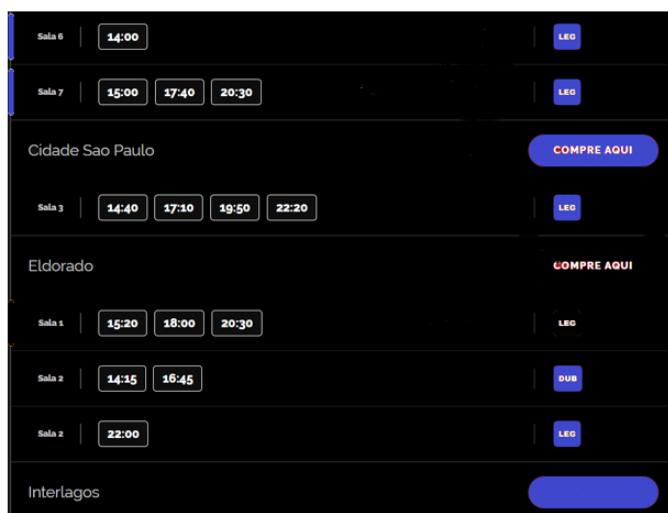 Sala 6 14:00 LEG
Sala 7 15:00 17:40 20:30 LEG
Cidade Sao Paulo COMPRE AQUI
Sala 3 14:40 17:10 19:50 22:20 LEG
Eldorado COMPRE AQUI
Sala 1 15:20 18:00 20:30 LEG
Sala 2 14:15 16:45 DUB
Sala 2 22:00 LEG
Interlagos